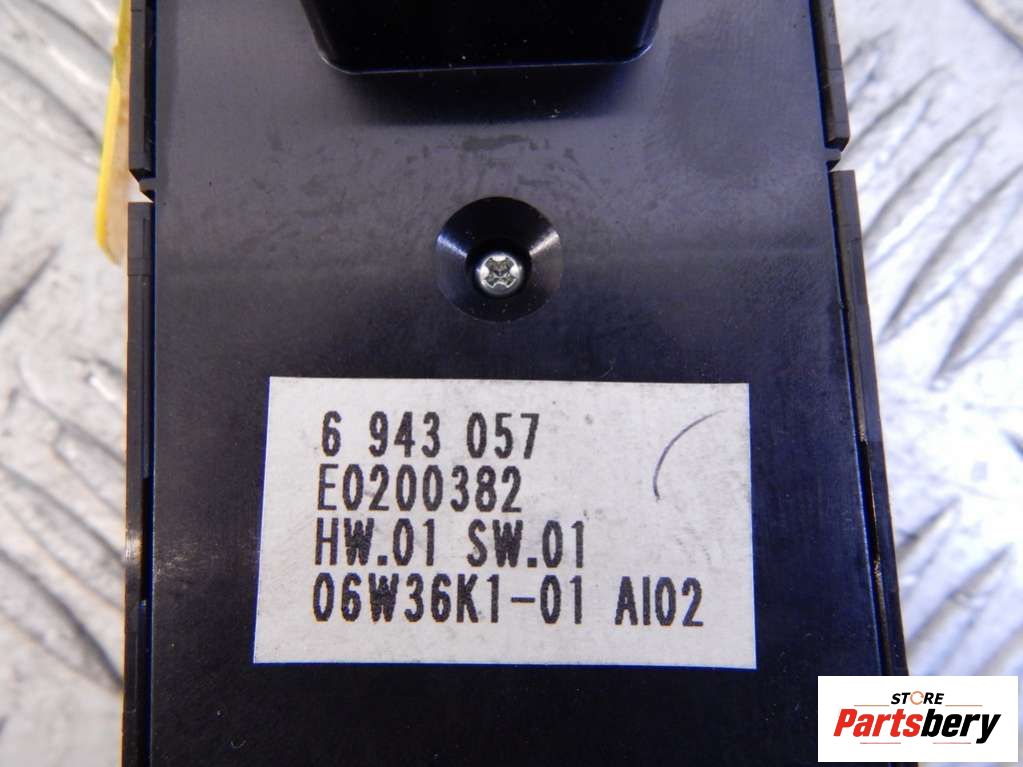 6 943 057
E0200382
HW.01 SW.01
06W36K1-01 AI02
STORE
Partsbery